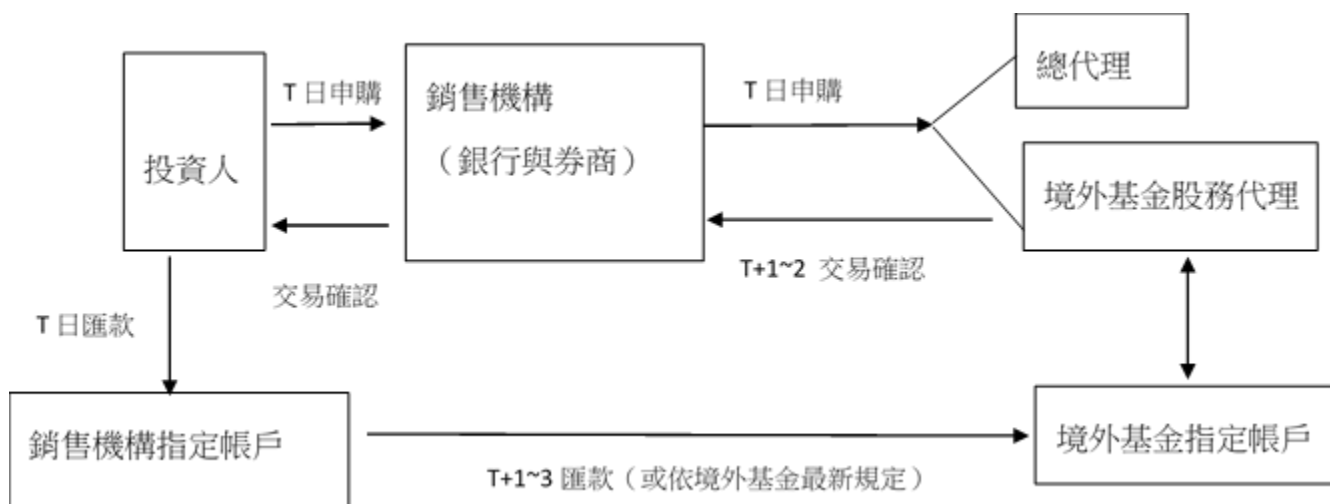 總代理
T 日申購
銷售機構
（銀行與券商）
T 日申購
投資人
境外基金股務代理
T+1~2 交易確認
交易確認
T 日匯款
銷售機構指定帳戶
境外基金指定帳戶
T+1~3 匯款（或依境外基金最新規定）